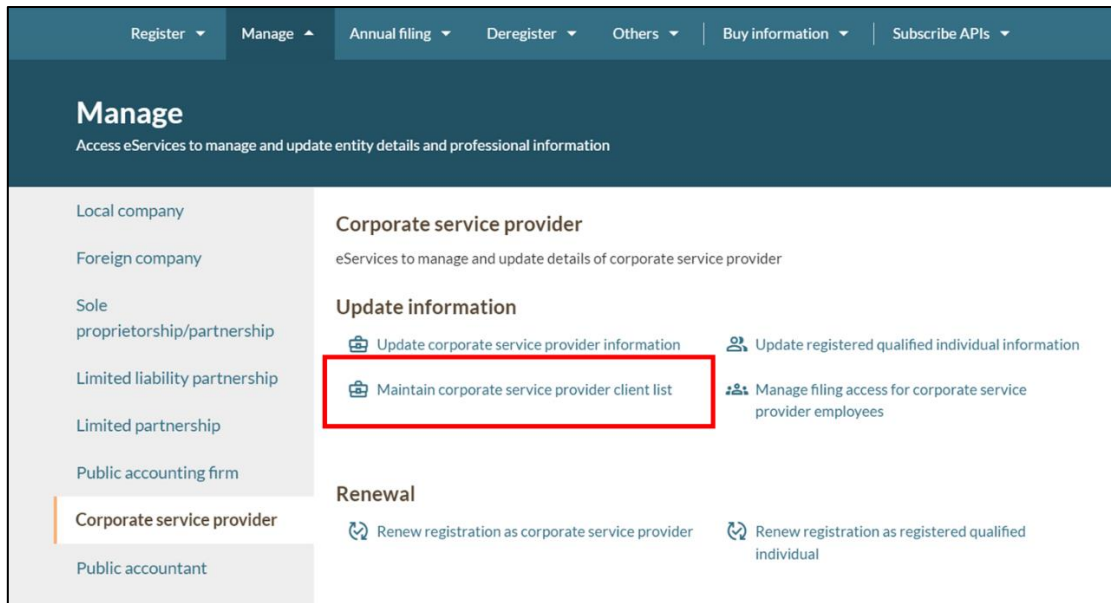 Register Manage Annual filing Deregister Others Buy information Subscribe APIs
Manage
Access eServices to manage and update entity details and professional information
Local company
Foreign company
Sole
proprietorship/partnership
Limited liability partnership
Limited partnership
Public accounting firm
Corporate service provider
Public accountant
Corporate service provider
eServices to manage and update details of corporate service provider
Update information
Update corporate service provider information
Update registered qualified individual information
Maintain corporate service provider client list
Manage filing access for corporate service
provider employees
Renewal
Renew registration as corporate service provider
Renew registration as registered qualified
individual